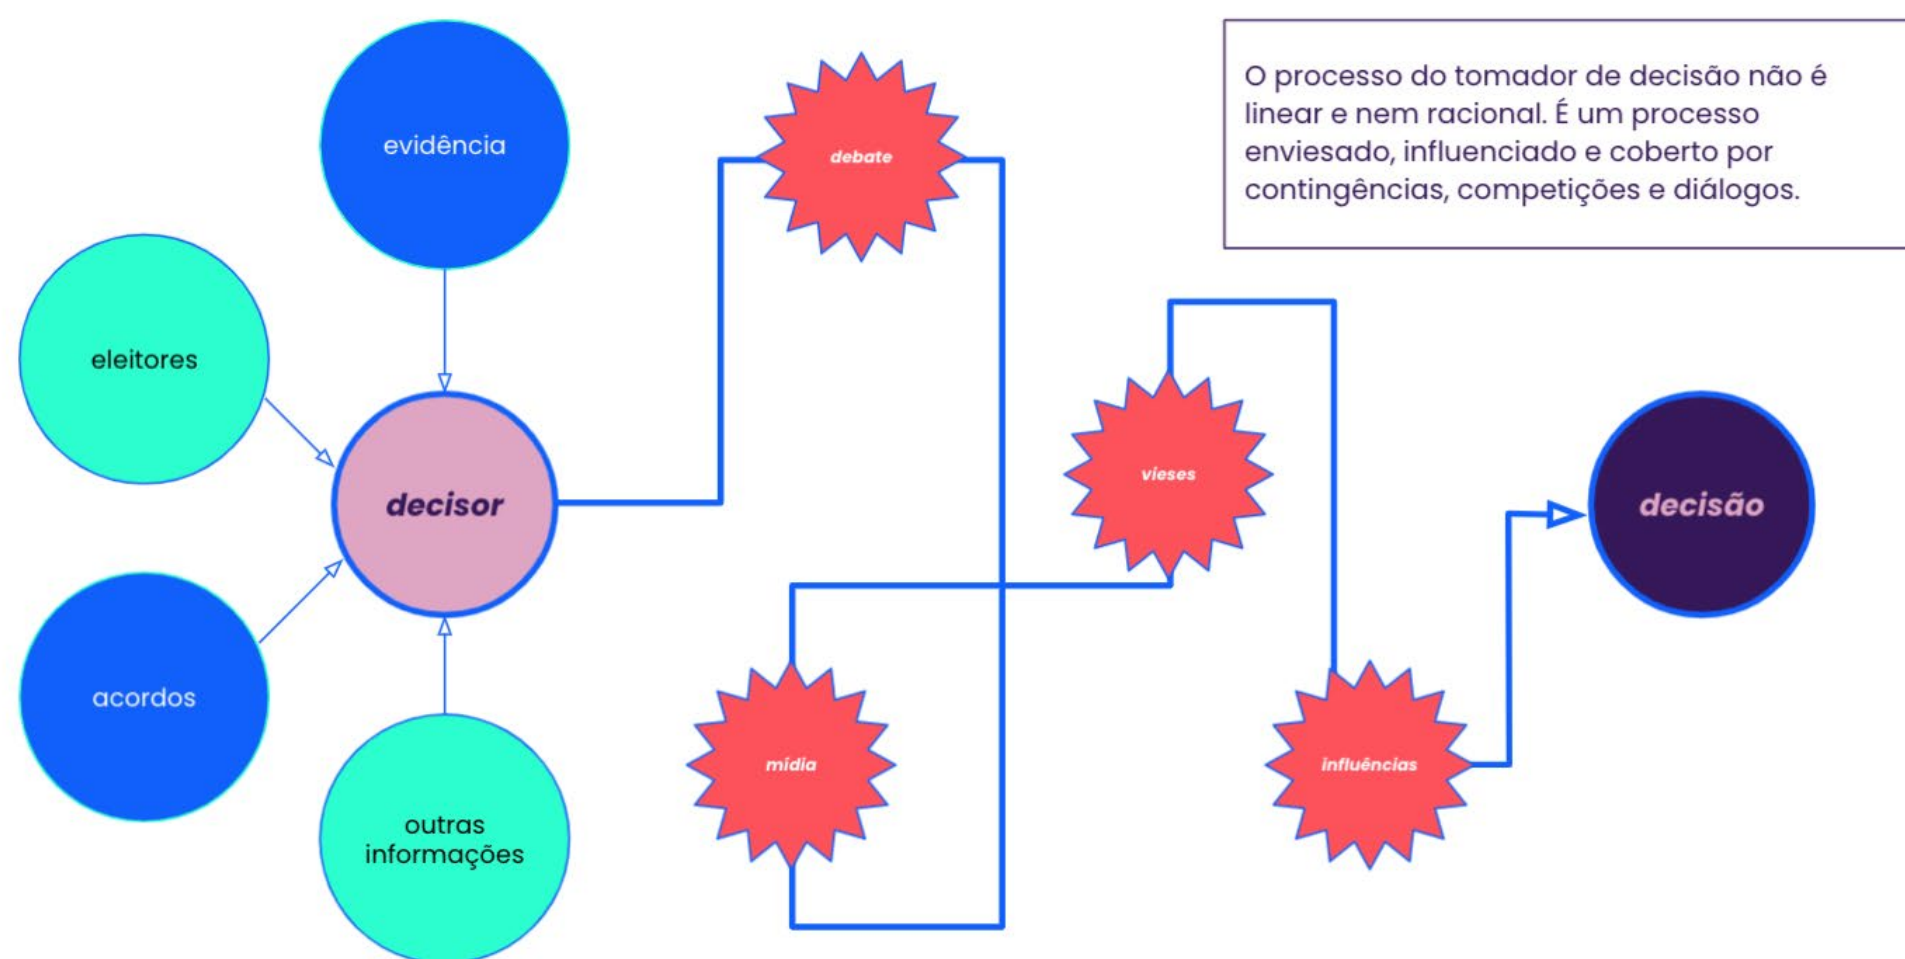 evidência
debate
O processo do tomador de decisão não é
linear e nem racional. É um processo
enviesado, influenciado e coberto por
contingências, competições e diálogos.
eleitores
decisor
vieses
decisão
acordos
mídia
influências
outras
informações